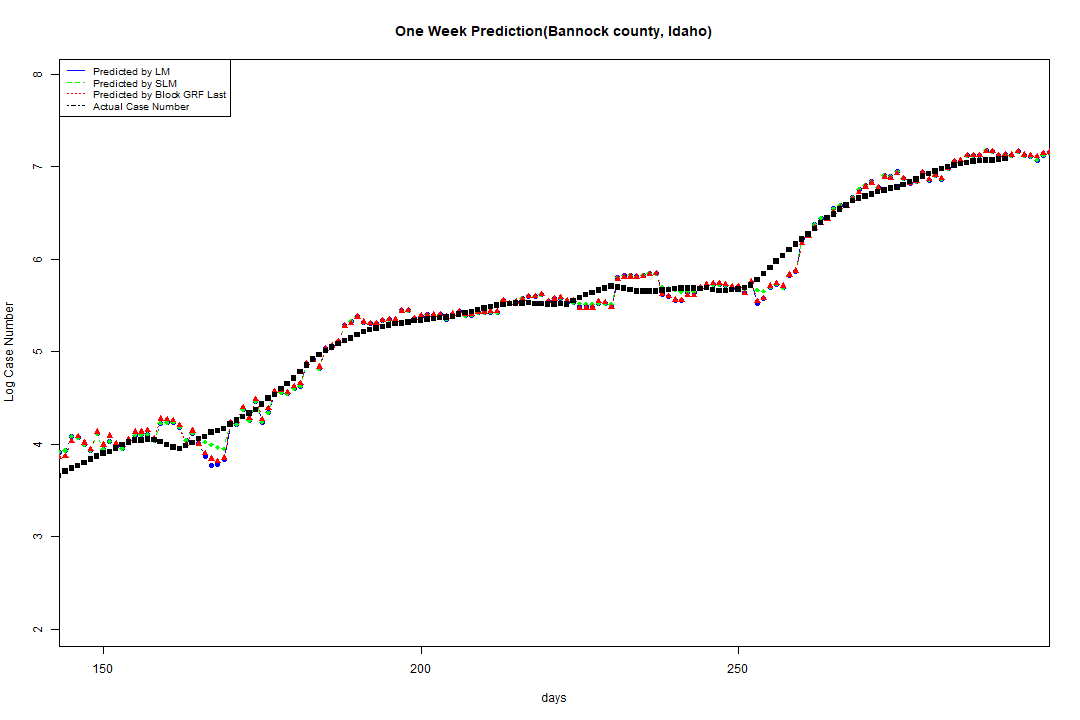 One Week Prediction(Bannock county, Idaho)
Predicted by LM
Predicted by SLM
Predicted by Block GRF Last
Actual Case Number
8
7
6
5
4
3
2
Log Case Number
150
200
250
days